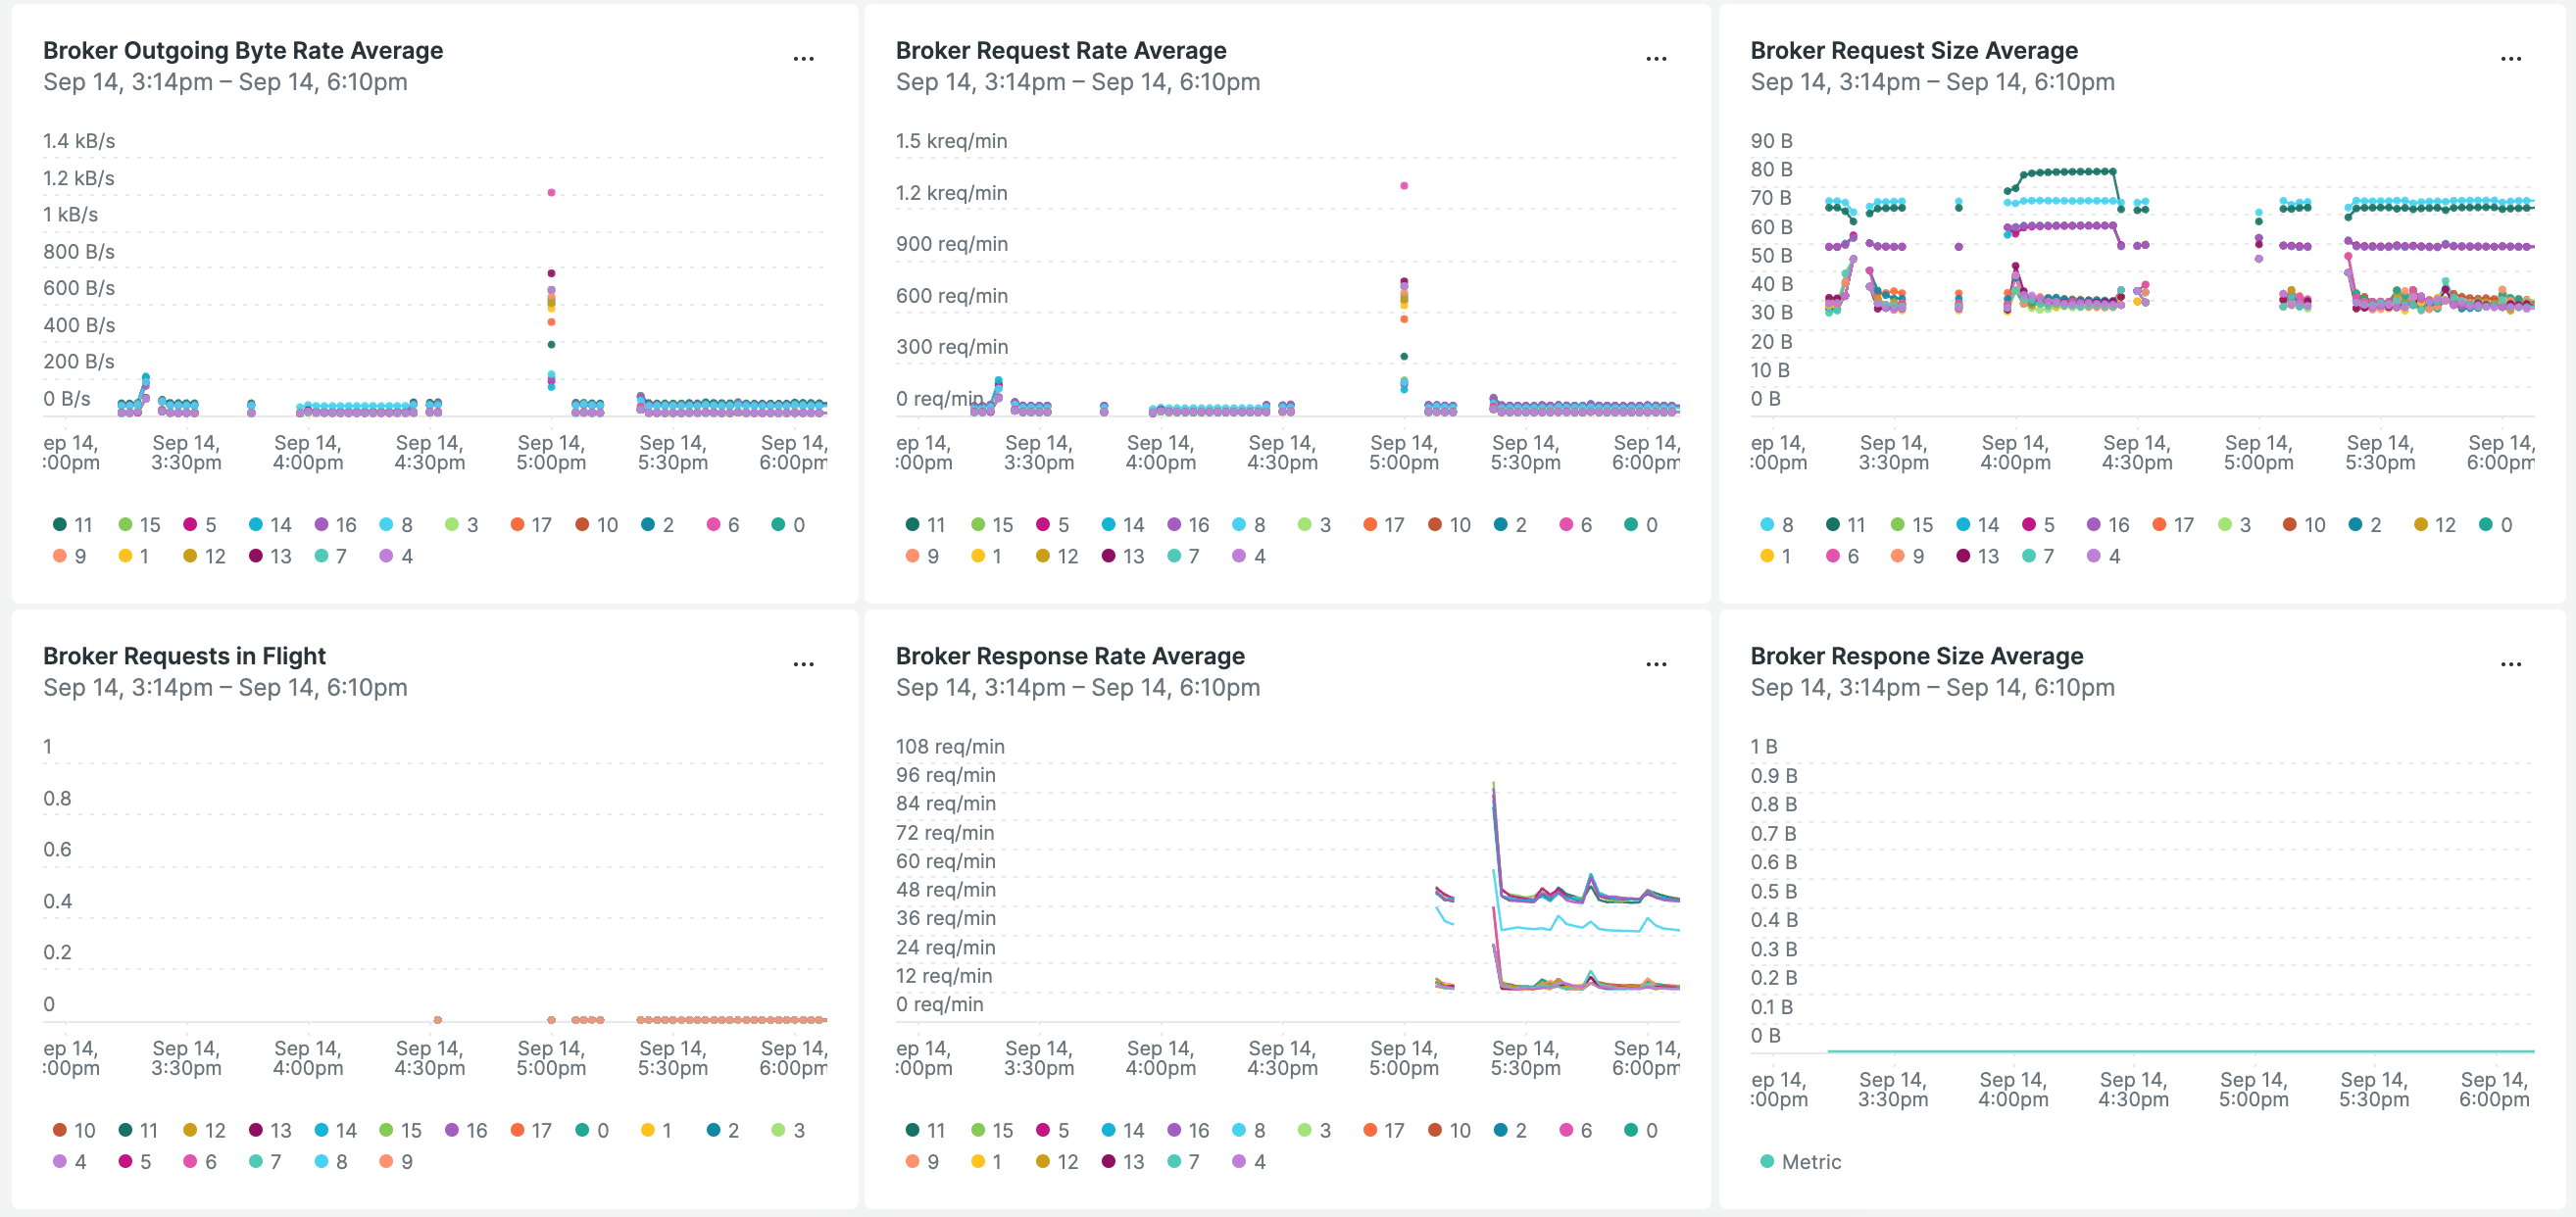 Broker Outgoing Byte Rate Average
...
Sep 14, 3:14pm – Sep 14, 6:10pm
1.4 kB/s
1.2 kB/s
1 kB/s
800 B/s
600 B/s
400 B/s
200 B/s
0 B/s
ep 14, Sep 14, Sep 14, Sep 14, Sep 14, Sep 14, Sep 14,
:00pm 3:30pm 4:00pm 4:30pm 5:00pm 5:30pm 6:00pm
11 15 5 14 16 8 3 17 10 2 6 0
9 1 12 13 7 4
Broker Request Rate Average
...
Sep 14, 3:14pm – Sep 14, 6:10pm
1.5 kreq/min
1.2 kreq/min
900 req/min
600 req/min
300 req/min
0 req/min
ep 14, Sep 14, Sep 14, Sep 14, Sep 14, Sep 14, Sep 14,
:00pm 3:30pm 4:00pm 4:30pm 5:00pm 5:30pm 6:00pm
11 15 5 14 16 8 3 17 10 2 6 0
9 1 12 13 7 4
Broker Request Size Average
...
Sep 14, 3:14pm – Sep 14, 6:10pm
90 B
80 B
70 B
60 B
50 B
40 B
30 B
20 B
10 B
0 B
ep 14, Sep 14, Sep 14, Sep 14, Sep 14, Sep 14, Sep 14,
:00pm 3:30pm 4:00pm 4:30pm 5:00pm 5:30pm 6:00pm
8 11 15 14 5 16 17 3 10 2 12 0
1 6 9 13 7 4
Broker Requests in Flight
...
Sep 14, 3:14pm – Sep 14, 6:10pm
1
0.8
0.6
0.4
0.2
0
ep 14, Sep 14, Sep 14, Sep 14, Sep 14, Sep 14, Sep 14,
:00pm 3:30pm 4:00pm 4:30pm 5:00pm 5:30pm 6:00pm
10 11 12 13 14 15 16 17 0 1 2 3
4 5 6 7 8 9
Broker Response Rate Average
...
Sep 14, 3:14pm – Sep 14, 6:10pm
108 req/min
96 req/min
84 req/min
72 req/min
60 req/min
48 req/min
36 req/min
24 req/min
12 req/min
0 req/min
ep 14, Sep 14, Sep 14, Sep 14, Sep 14, Sep 14, Sep 14,
:00pm 3:30pm 4:00pm 4:30pm 5:00pm 5:30pm 6:00pm
11 15 5 14 16 8 3 17 10 2 6 0
9 1 12 13 7 4
Broker Respone Size Average
...
Sep 14, 3:14pm – Sep 14, 6:10pm
1 B
0.9 B
0.8 B
0.7 B
0.6 B
0.5 B
0.4 B
0.3 B
0.2 B
0.1 B
0 B
ep 14, Sep 14, Sep 14, Sep 14, Sep 14, Sep 14, Sep 14,
:00pm 3:30pm 4:00pm 4:30pm 5:00pm 5:30pm 6:00pm
Metric